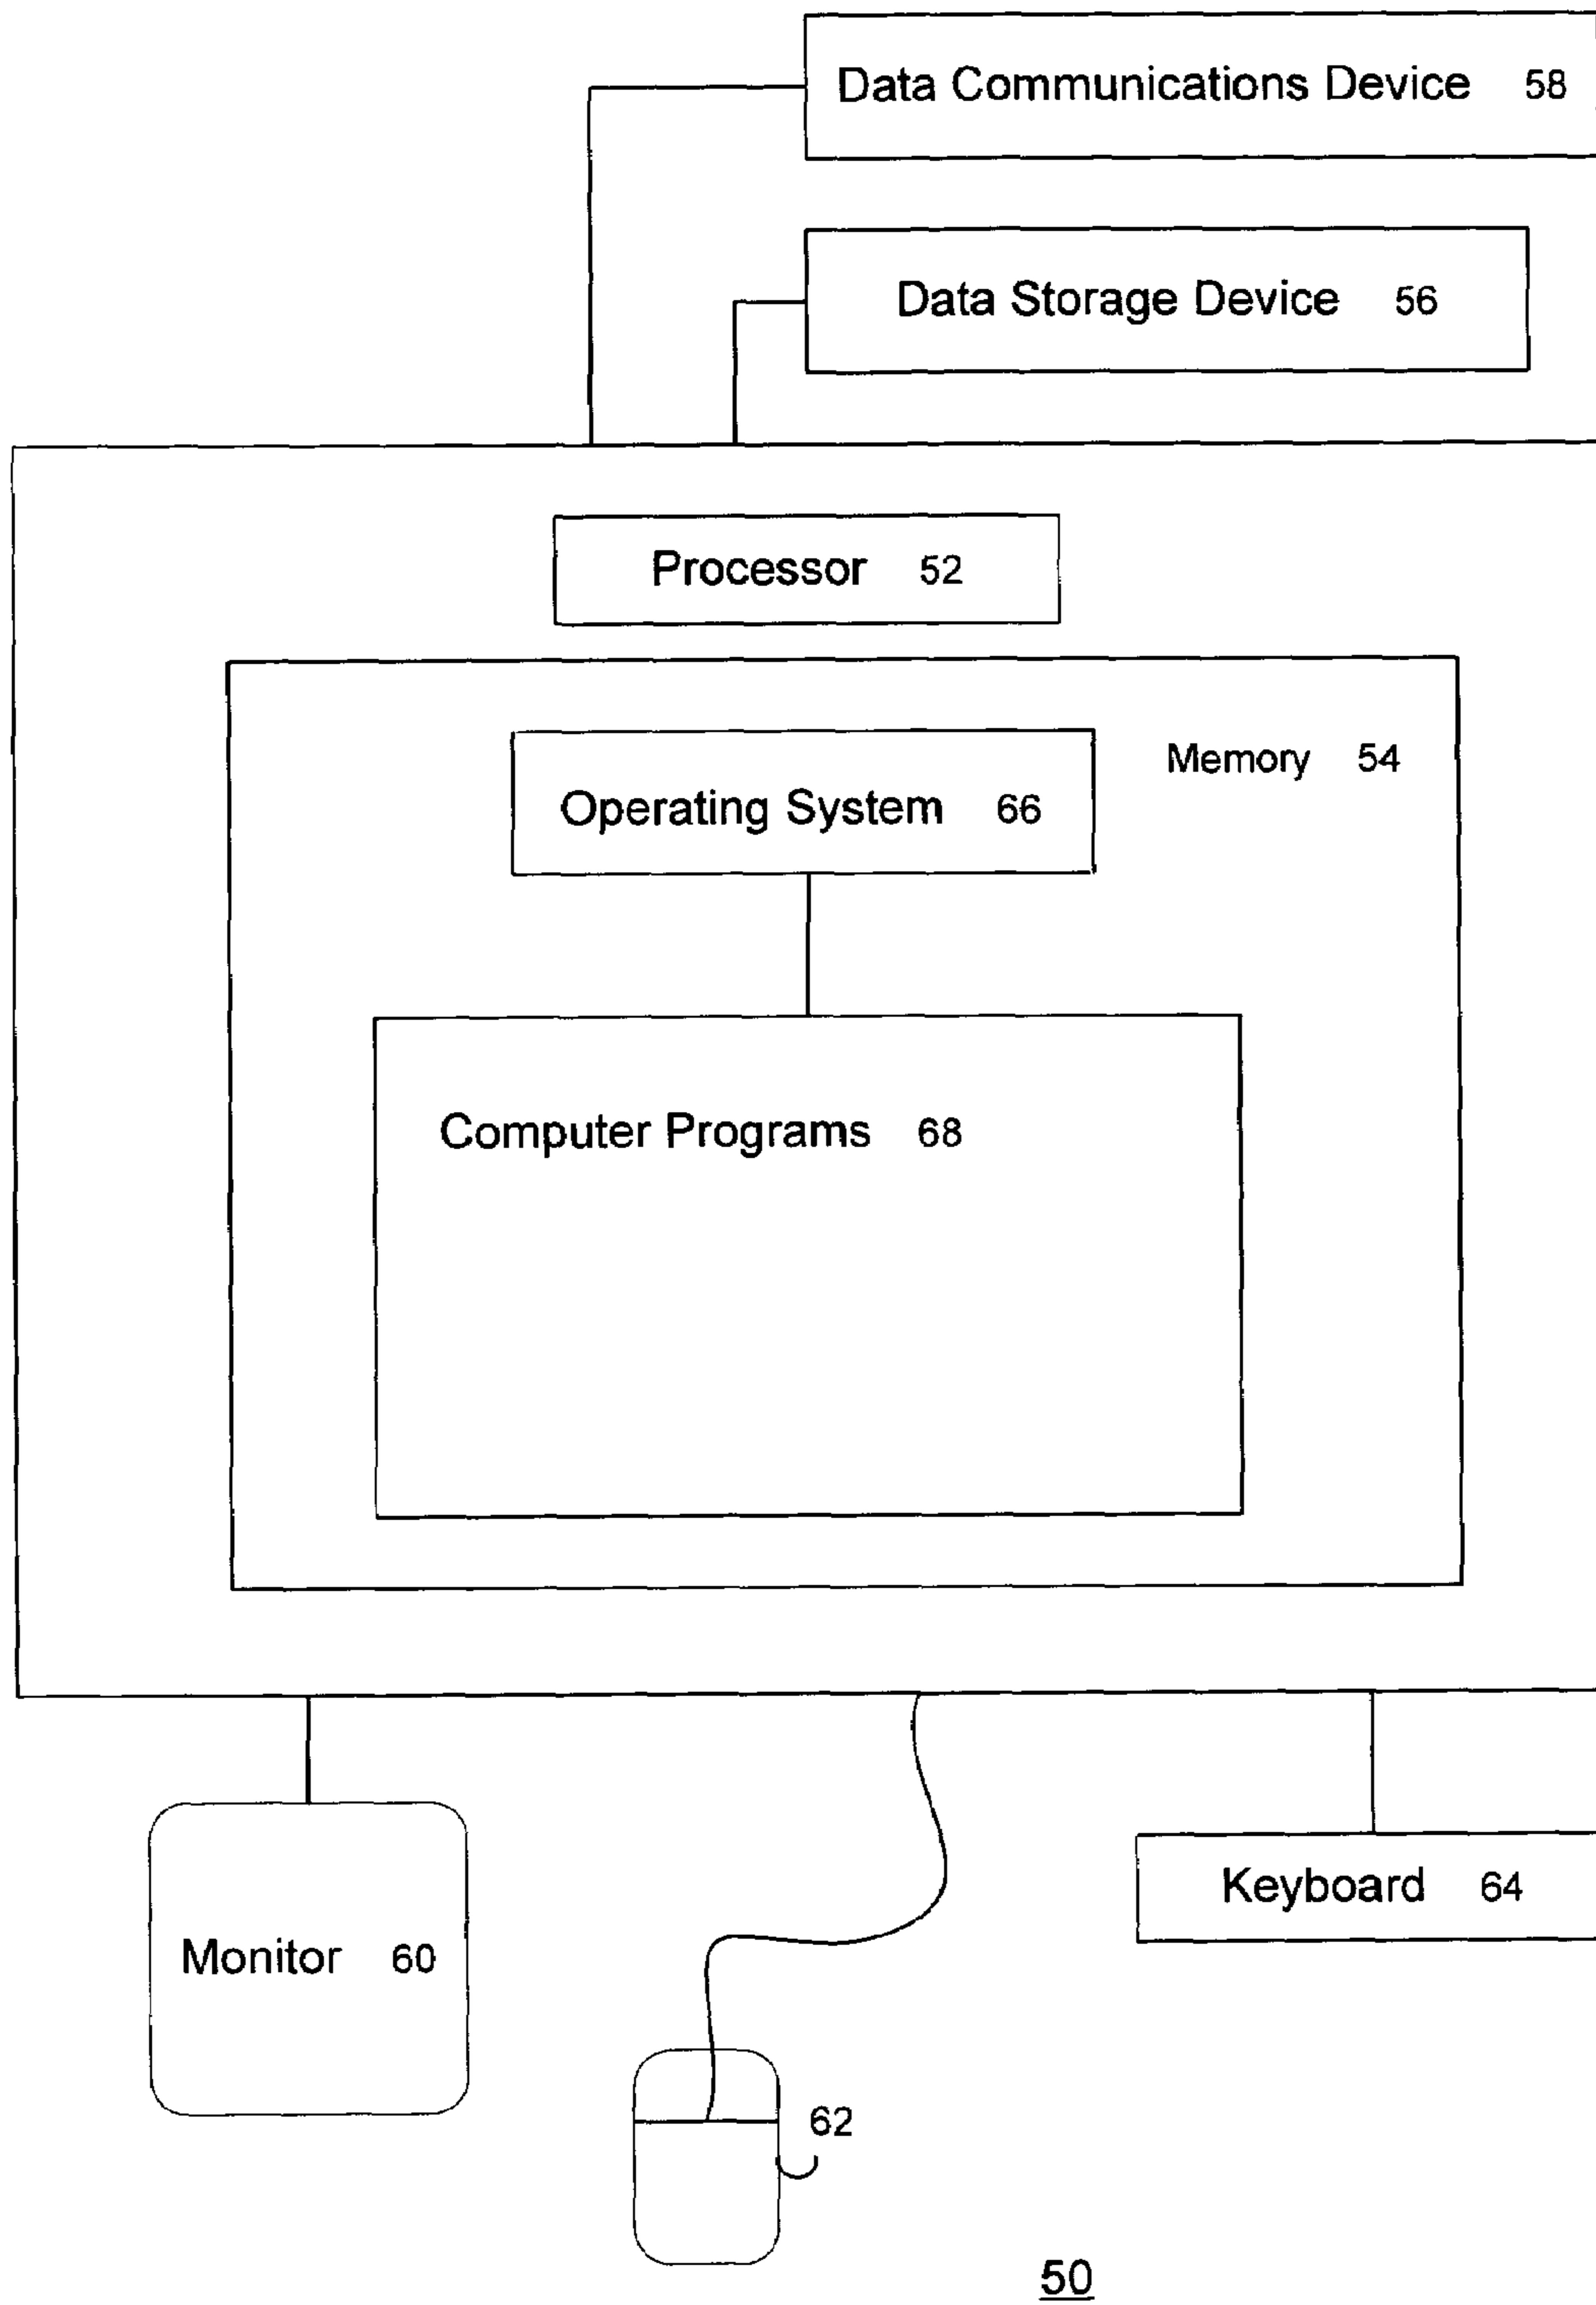 Data Communications Device 58
Data Storage Device 56
Processor 52
Memory 54
Operating System 66
Computer Programs 68
Keyboard 64
Monitor 60
62
50